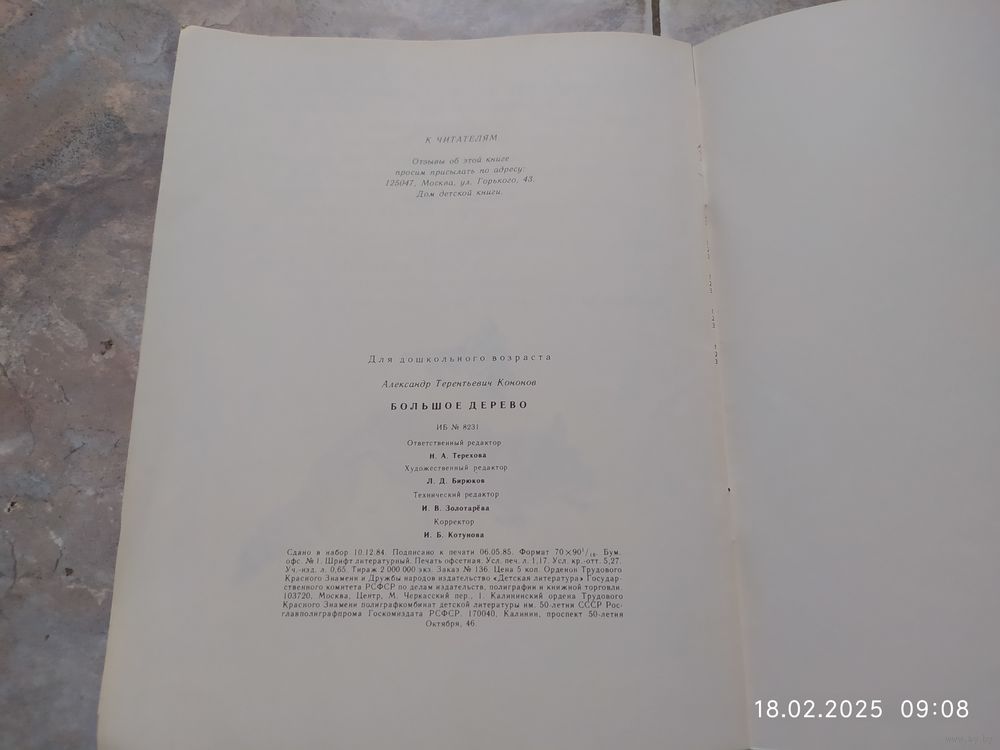 К ЧИТАТЕЛЯМ
Отзывы об этой книге
просим присылать по адресу:
125047, Москва, ул. Горького, 43.
Дом детской книги.
Для дошкольного возраста
Александр Терентьевич Кононов
БОЛЬШОЕ ДЕРЕВО
ИБ № 8231
Ответственный редактор
Н. А. Терехова
Художественный редактор
Л. Д. Бирюков
Технический редактор
И. В. Золотарёва
Корректор
И. Б. Котунова
Сдано в набор 10.12.84. Подписано к печати 06.05.85. Формат 70×90¹/₁₆. Бум.
офс. № 1. Шрифт литературный. Печать офсетная. Усл. печ. л. 1,17. Усл. кр.-отт. 5,27.
Уч.-изд. л. 0,65. Тираж 2 000 000 экз. Заказ № 136. Цена 5 коп. Орденов Трудового
Красного Знамени и Дружбы народов издательство «Детская литература» Государ-
ственного комитета РСФСР по делам издательств, полиграфии и книжной торговли.
103720, Москва, Центр, М. Черкасский пер., 1. Калининский ордена Трудового
Красного Знамени полиграфкомбинат детской литературы им. 50-летия СССР Рос-
главполиграфпрома Госкомиздата РСФСР. 170040, Калинин, проспект 50-летия
Октября, 46.
18.02.2025 09:08